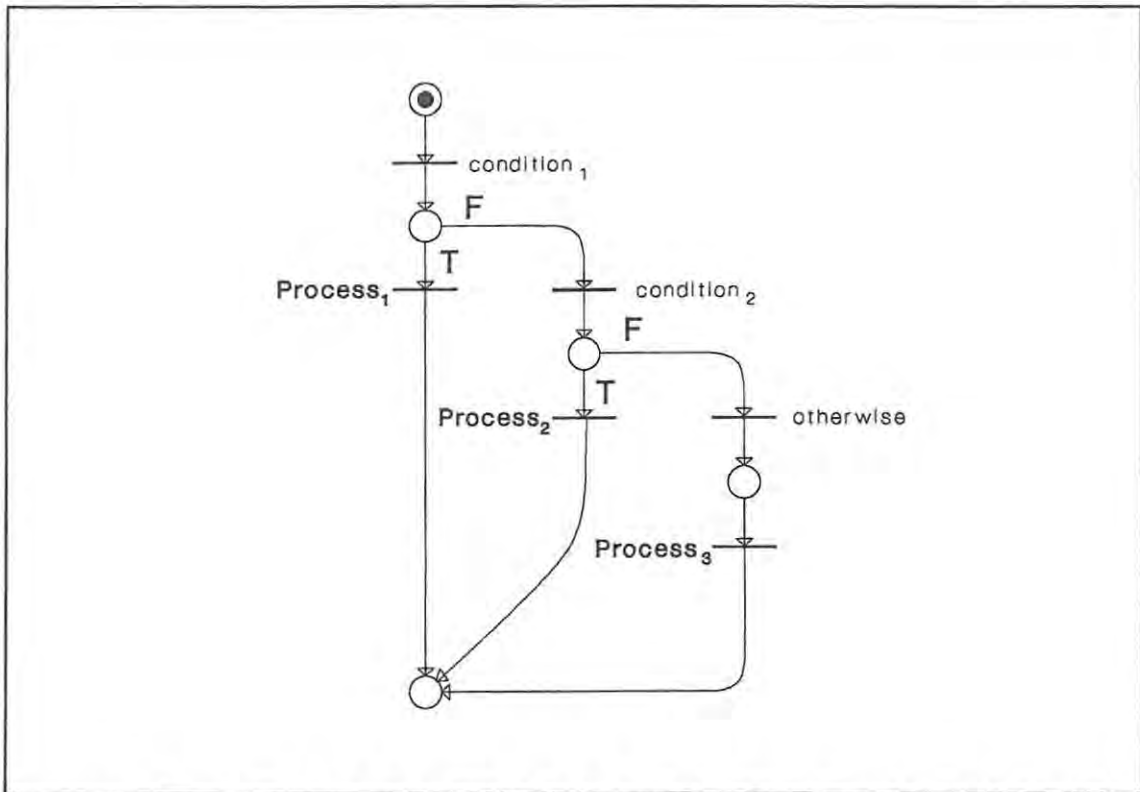 condition₁
F
T
Process₁
condition₂
F
T
Process₂
otherwise
Process₃